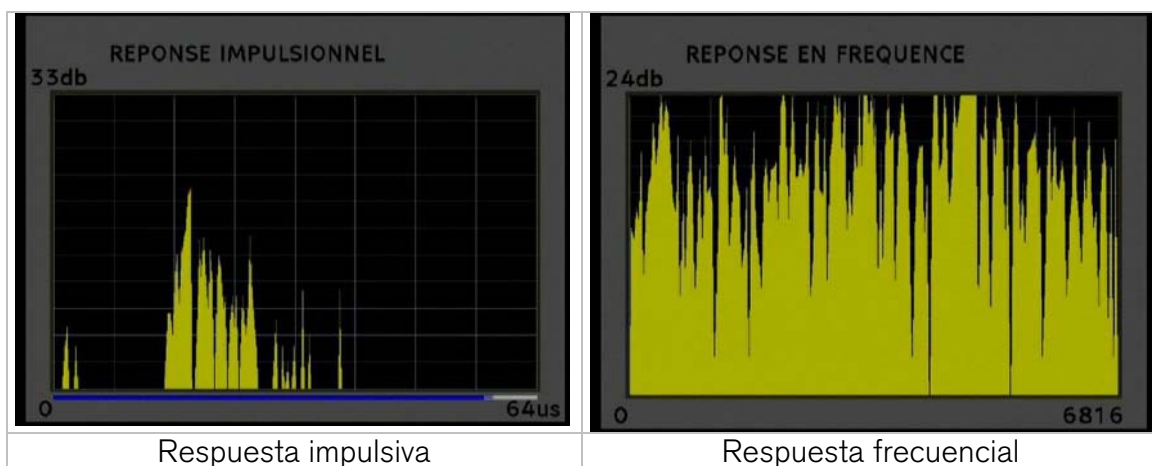 REPONSE IMPULSIONNEL
33db
0
64us
Respuesta impulsiva
REPONSE EN FREQUENCE
24db
0
6816
Respuesta frecuencial